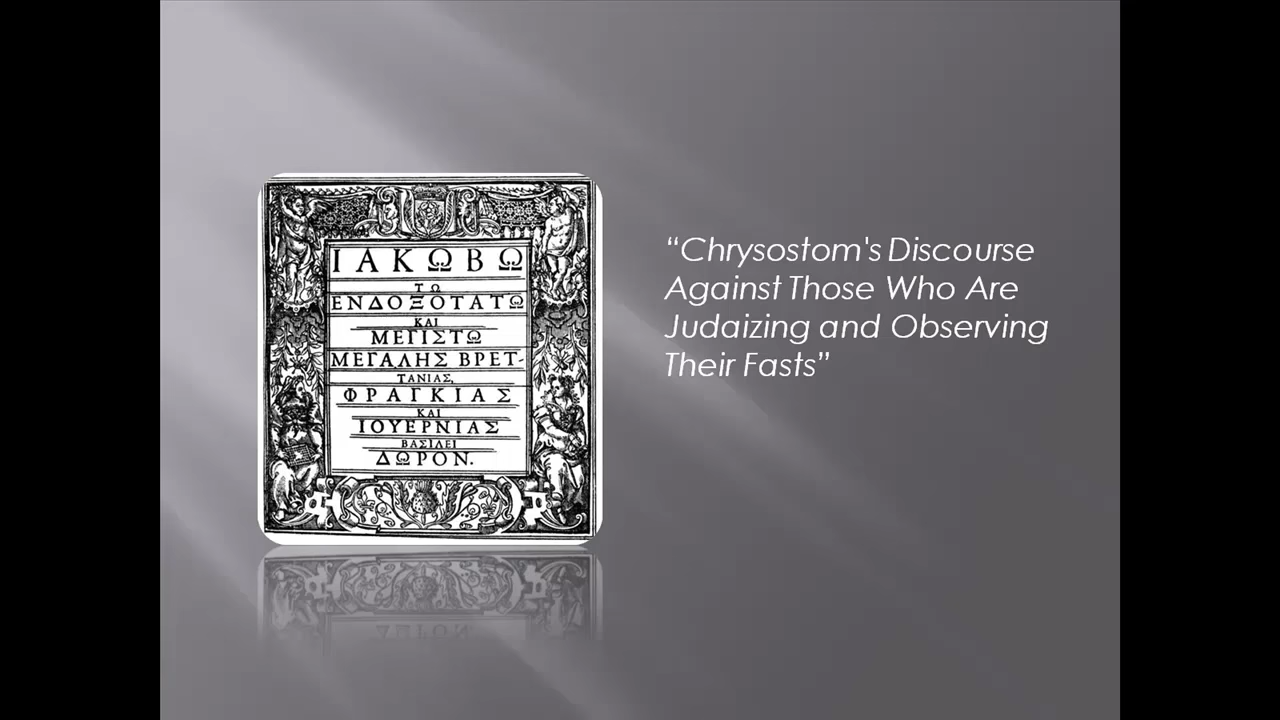 ΙΑΚΩΒΩ
ΤΩ
ΕΝΔΟΞΟΤΑΤΩ
ΚΑΙ
ΜΕΓΙΣΤΩ
ΜΕΓΑΛΗΣ ΒΡΕΤ-
ΤΑΝΙΑΣ,
ΦΡΑΓΚΙΑΣ
ΚΑΙ
ΙΟΥΕΡΝΙΑΣ
ΒΑΣΙΛΕΙ
ΔΩΡΟΝ.
“Chrysostom's Discourse
Against Those Who Are
Judaizing and Observing
Their Fasts”